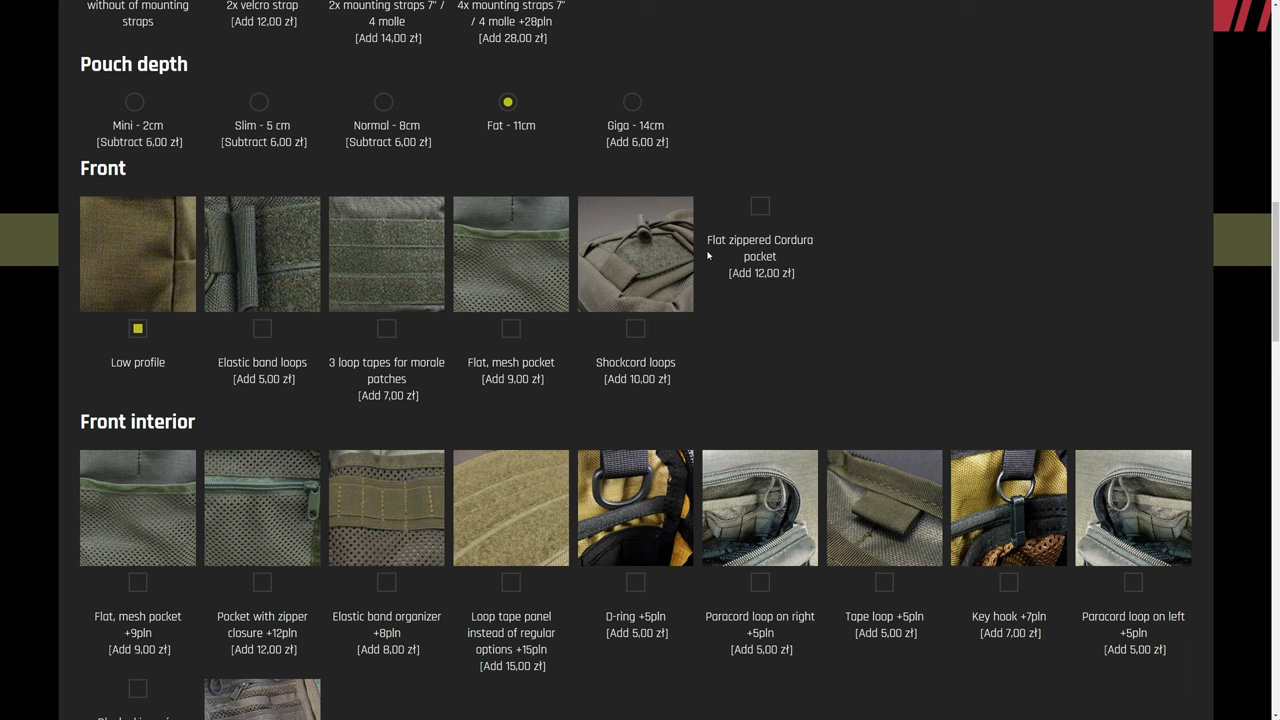 without of mounting
straps
2x velcro strap
[Add 12,00 zł]
2x mounting straps 7" /
4 molle
[Add 14,00 zł]
4x mounting straps 7"
/ 4 molle +28pln
[Add 28,00 zł]
Pouch depth
Mini - 2cm
[Subtract 6,00 zł]
Slim - 5 cm
[Subtract 6,00 zł]
Normal - 8cm
[Subtract 6,00 zł]
Fat - 11cm
Giga - 14cm
[Add 6,00 zł]
Front
Flat zippered Cordura
pocket
[Add 12,00 zł]
Low profile
Elastic band loops
[Add 5,00 zł]
3 loop tapes for morale
patches
[Add 7,00 zł]
Flat, mesh pocket
[Add 9,00 zł]
Shockcord loops
[Add 10,00 zł]
Front interior
Flat, mesh pocket
+9pln
[Add 9,00 zł]
Pocket with zipper
closure +12pln
[Add 12,00 zł]
Elastic band organizer
+8pln
[Add 8,00 zł]
Loop tape panel
instead of regular
options +15pln
[Add 15,00 zł]
D-ring +5pln
[Add 5,00 zł]
Paracord loop on right
+5pln
[Add 5,00 zł]
Tape loop +5pln
[Add 5,00 zł]
Key hook +7pln
[Add 7,00 zł]
Paracord loop on left
+5pln
[Add 5,00 zł]